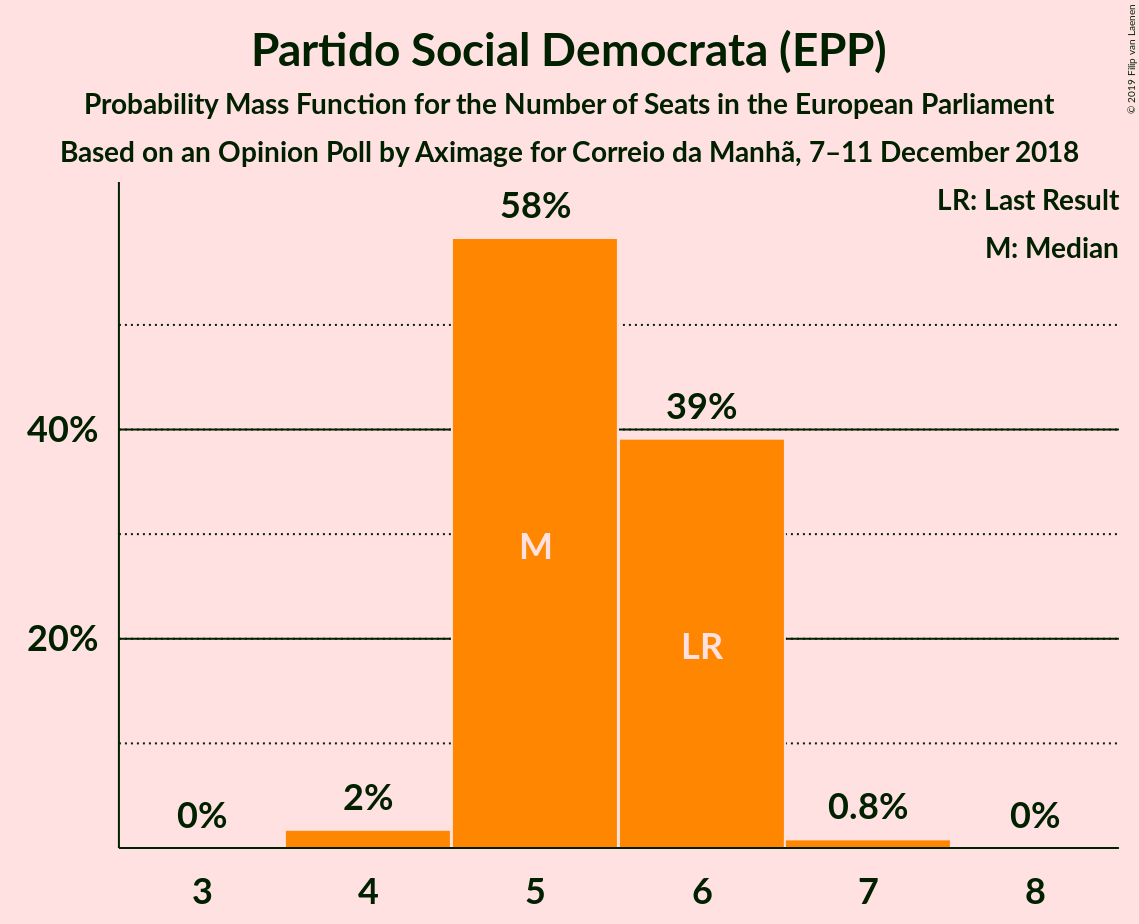 Partido Social Democrata (EPP)
Probability Mass Function for the Number of Seats in the European Parliament
Based on an Opinion Poll by Aximage for Correio da Manhã, 7–11 December 2018
© 2019 Filip van Laenen
LR: Last Result
M: Median
58%
39%
40%
M
LR
20%
0%
2%
0.8%
0%
3 4 5 6 7 8